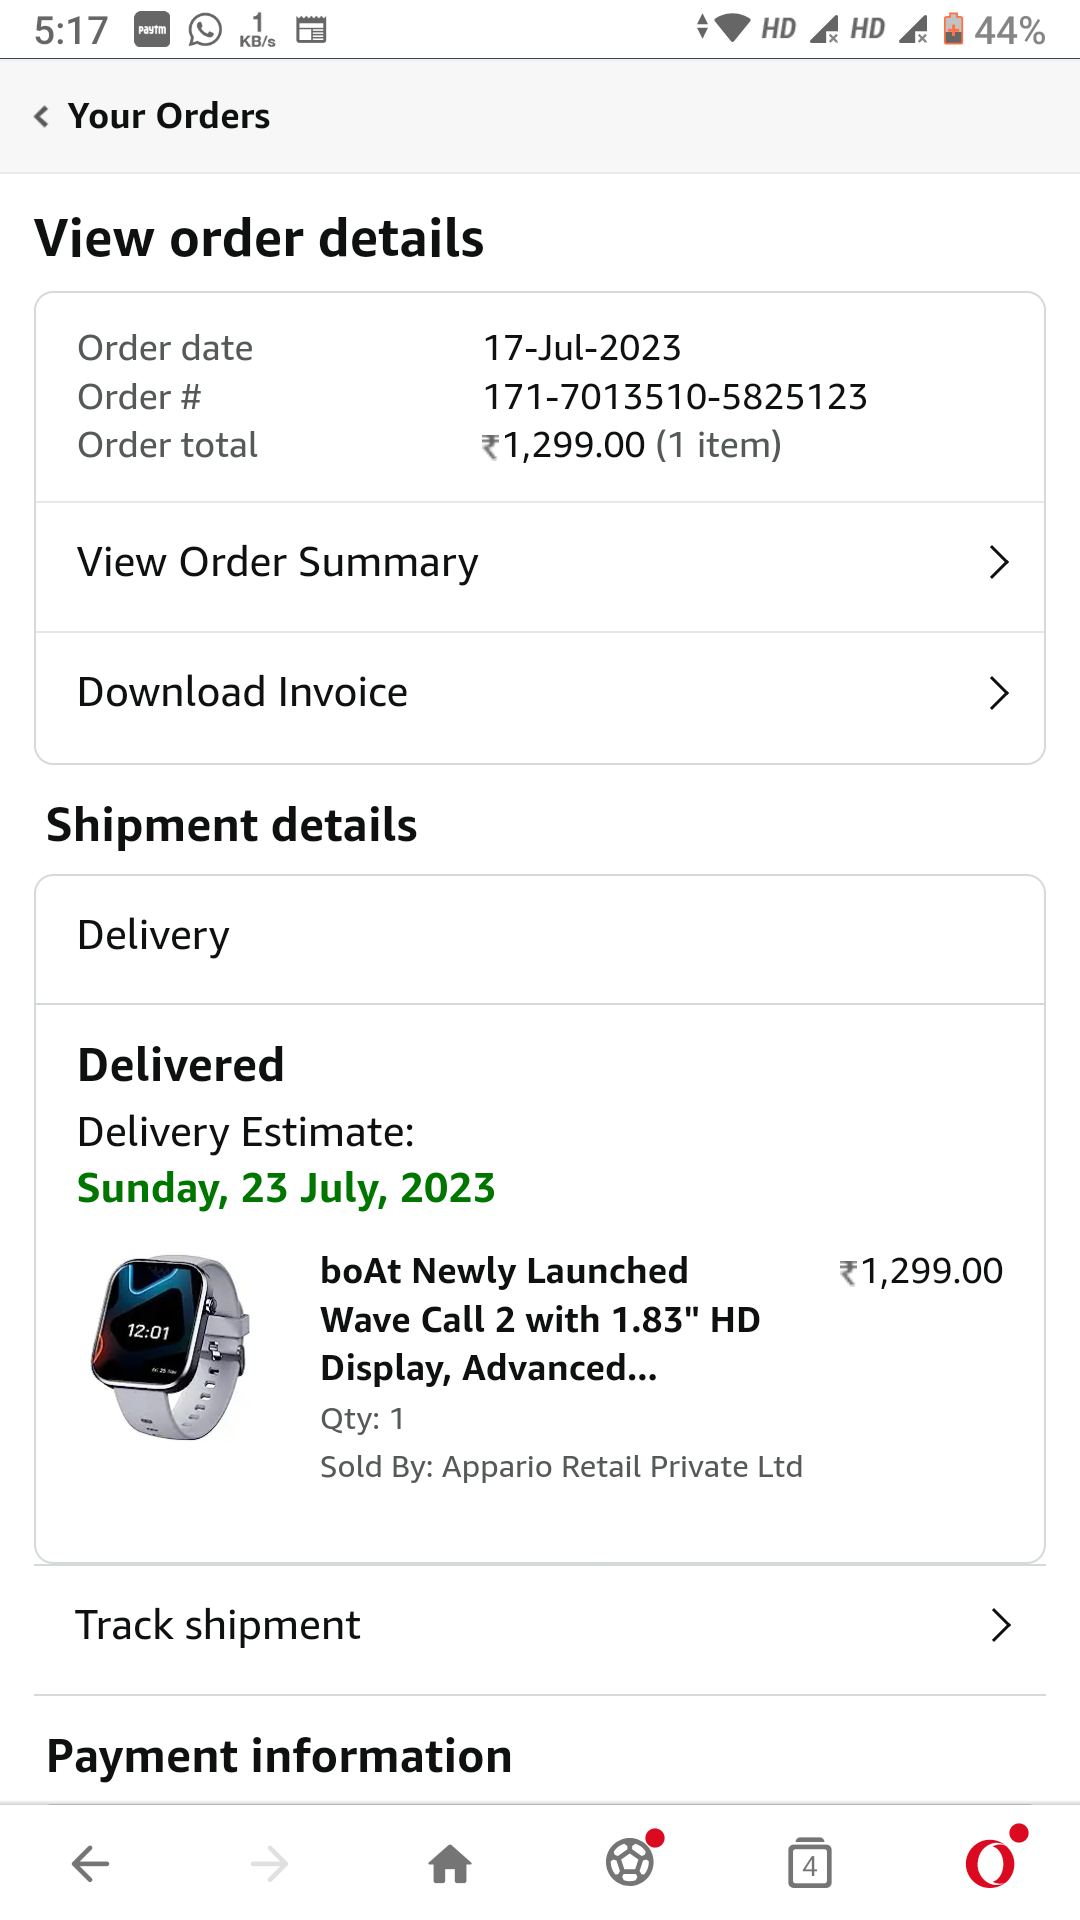 5:17 paytm 1 KB/s HD HD 44%
Your Orders
View order details
Order date 17-Jul-2023
Order # 171-7013510-5825123
Order total ₹1,299.00 (1 item)
View Order Summary
Download Invoice
Shipment details
Delivery
Delivered
Delivery Estimate:
Sunday, 23 July, 2023
12:01
boAt Newly Launched ₹1,299.00
Wave Call 2 with 1.83" HD
Display, Advanced...
Qty: 1
Sold By: Appario Retail Private Ltd
Track shipment
Payment information
4